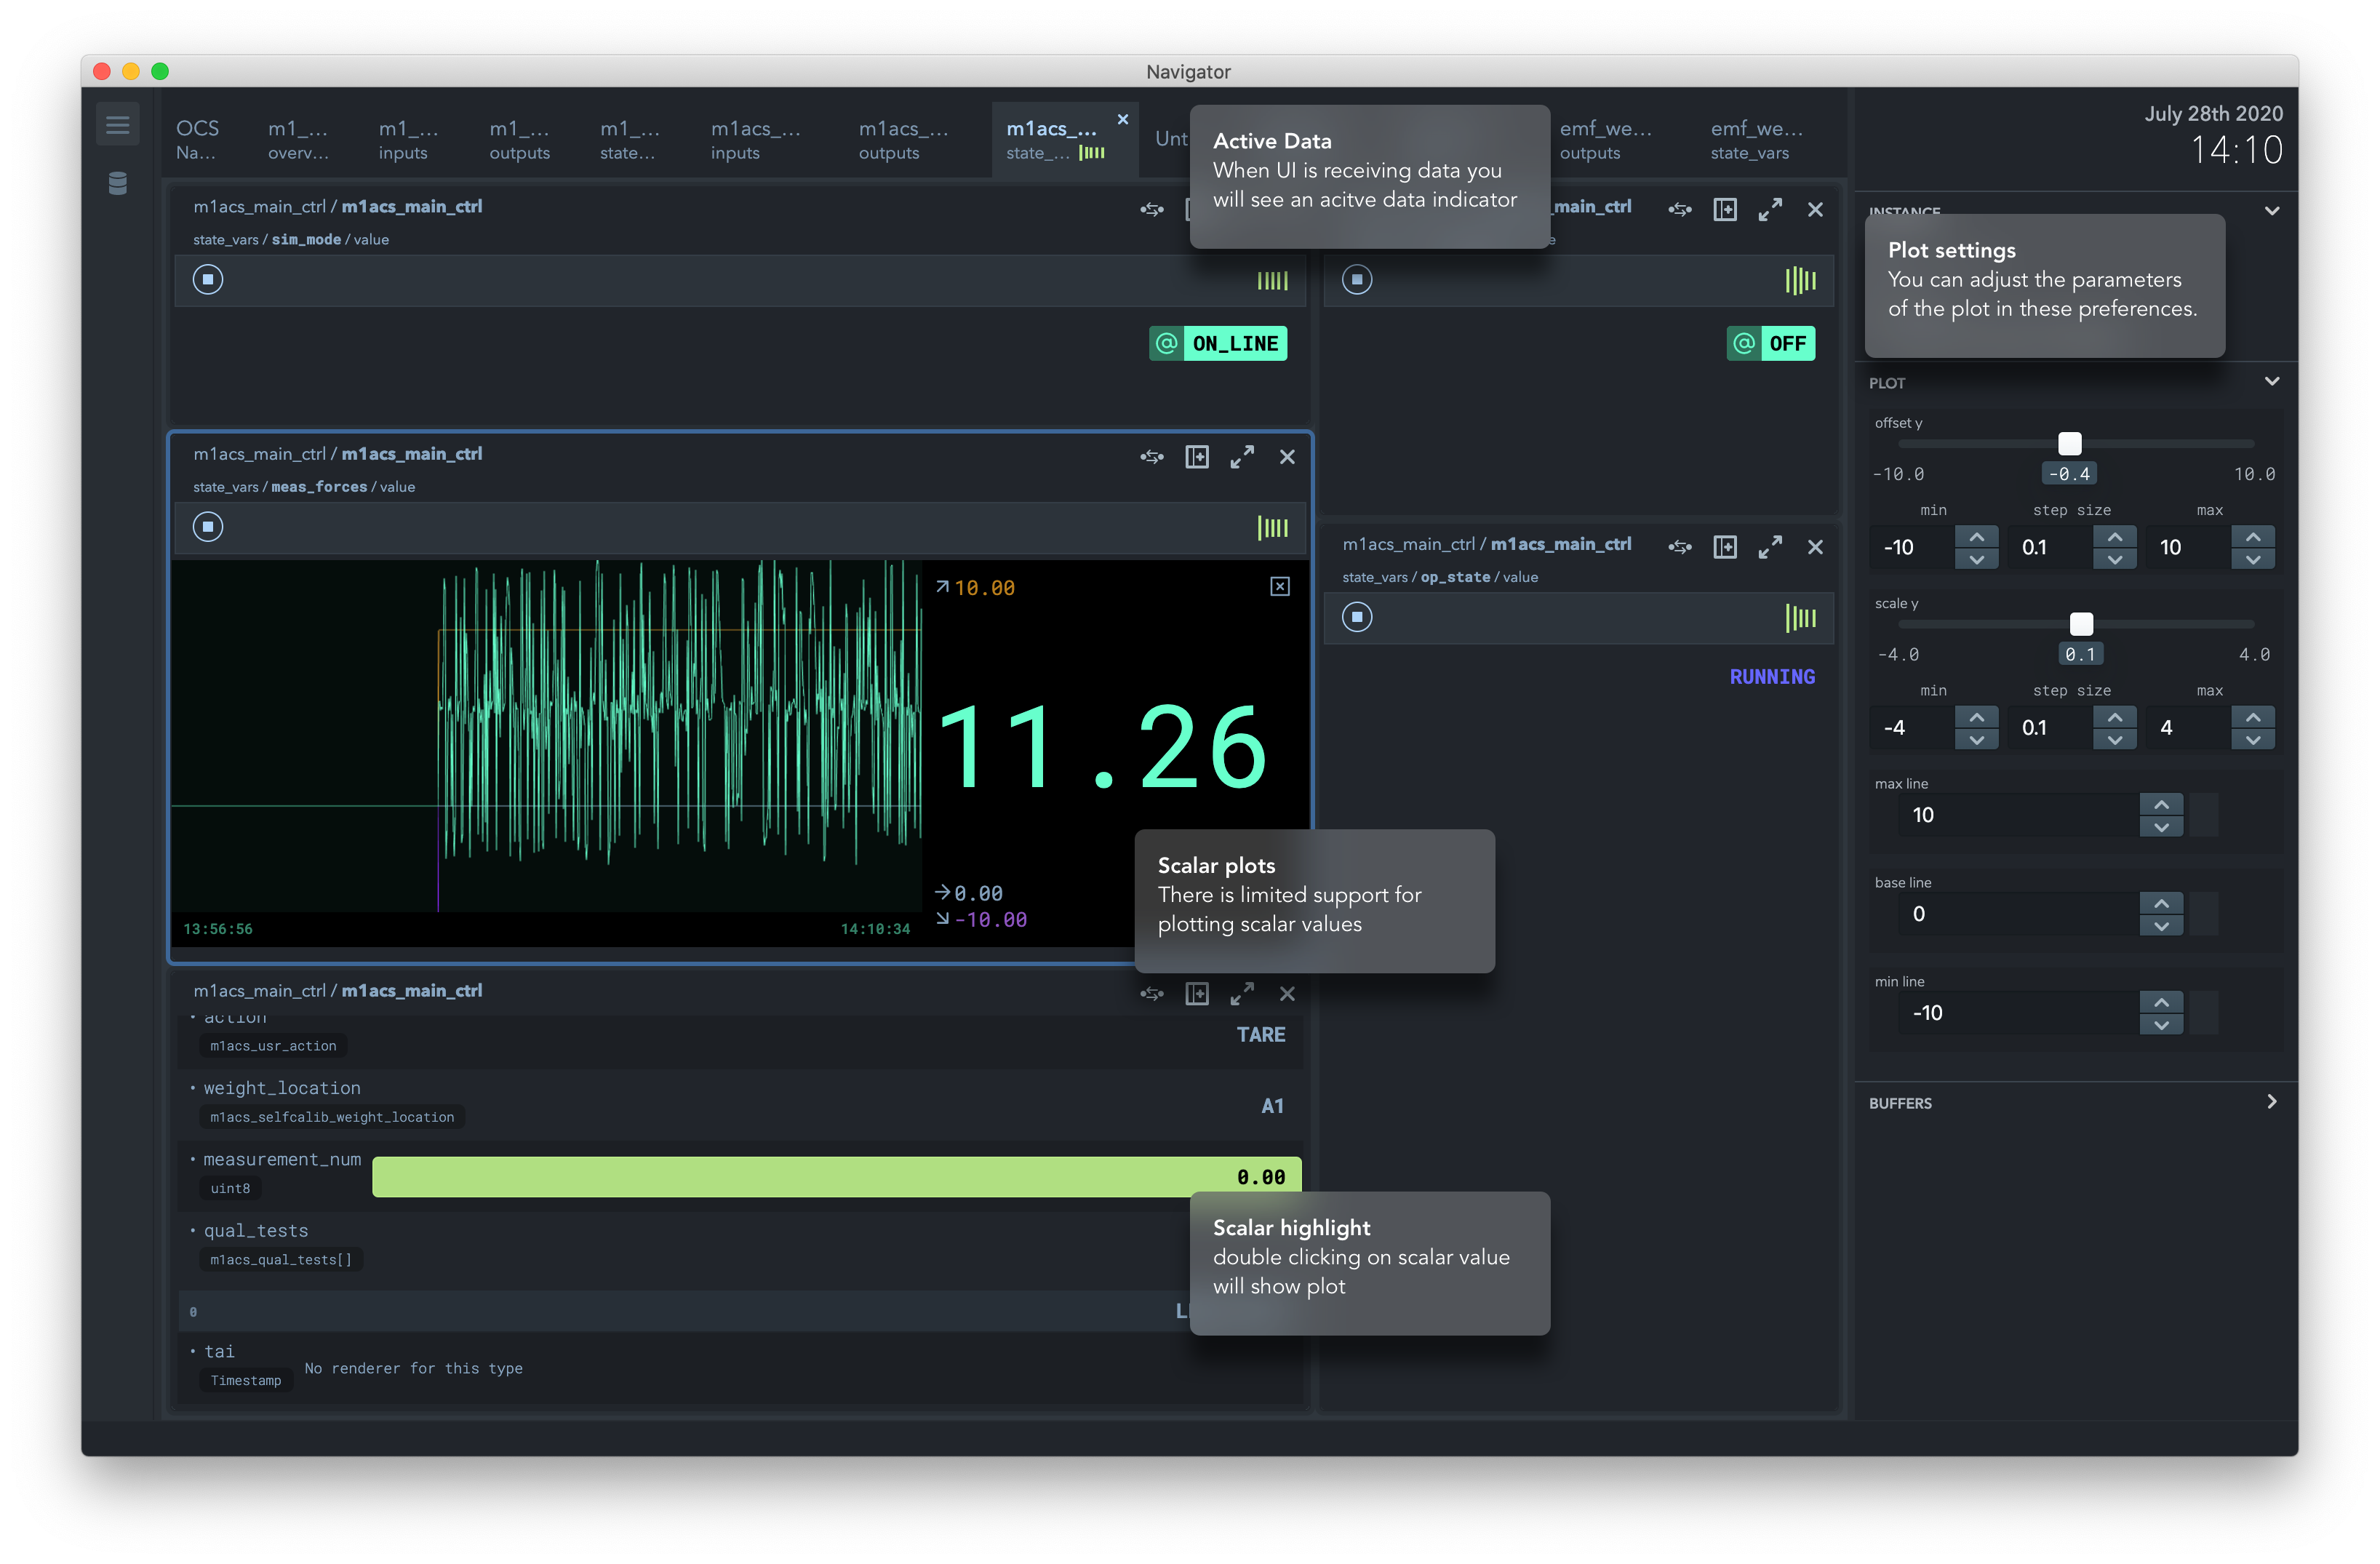 Navigator
OCS
Na...
m1_...
overv...
m1_...
inputs
m1_...
outputs
m1_...
state...
m1acs_...
inputs
m1acs_...
outputs
m1acs_...
state_...
Unt
emf_we...
outputs
emf_we...
state_vars
July 28th 2020
14:10
Active Data
When UI is receiving data you
will see an acitve data indicator
m1acs_main_ctrl / m1acs_main_ctrl
state_vars / sim_mode / value
@ ON_LINE
_main_ctrl
e
@ OFF
INSTANCE
Plot settings
You can adjust the parameters
of the plot in these preferences.
m1acs_main_ctrl / m1acs_main_ctrl
state_vars / meas_forces / value
10.00
11.26
0.00
-10.00
13:56:56
14:10:34
m1acs_main_ctrl / m1acs_main_ctrl
state_vars / op_state / value
RUNNING
Scalar plots
There is limited support for
plotting scalar values
m1acs_main_ctrl / m1acs_main_ctrl
• action
m1acs_usr_action
TARE
• weight_location
m1acs_selfcalib_weight_location
A1
• measurement_num
uint8
0.00
• qual_tests
m1acs_qual_tests[]
Scalar highlight
double clicking on scalar value
will show plot
0
• tai
Timestamp
No renderer for this type
PLOT
offset y
-10.0 -0.4 10.0
min step size max
-10 0.1 10
scale y
-4.0 0.1 4.0
min step size max
-4 0.1 4
max line
10
base line
0
min line
-10
BUFFERS